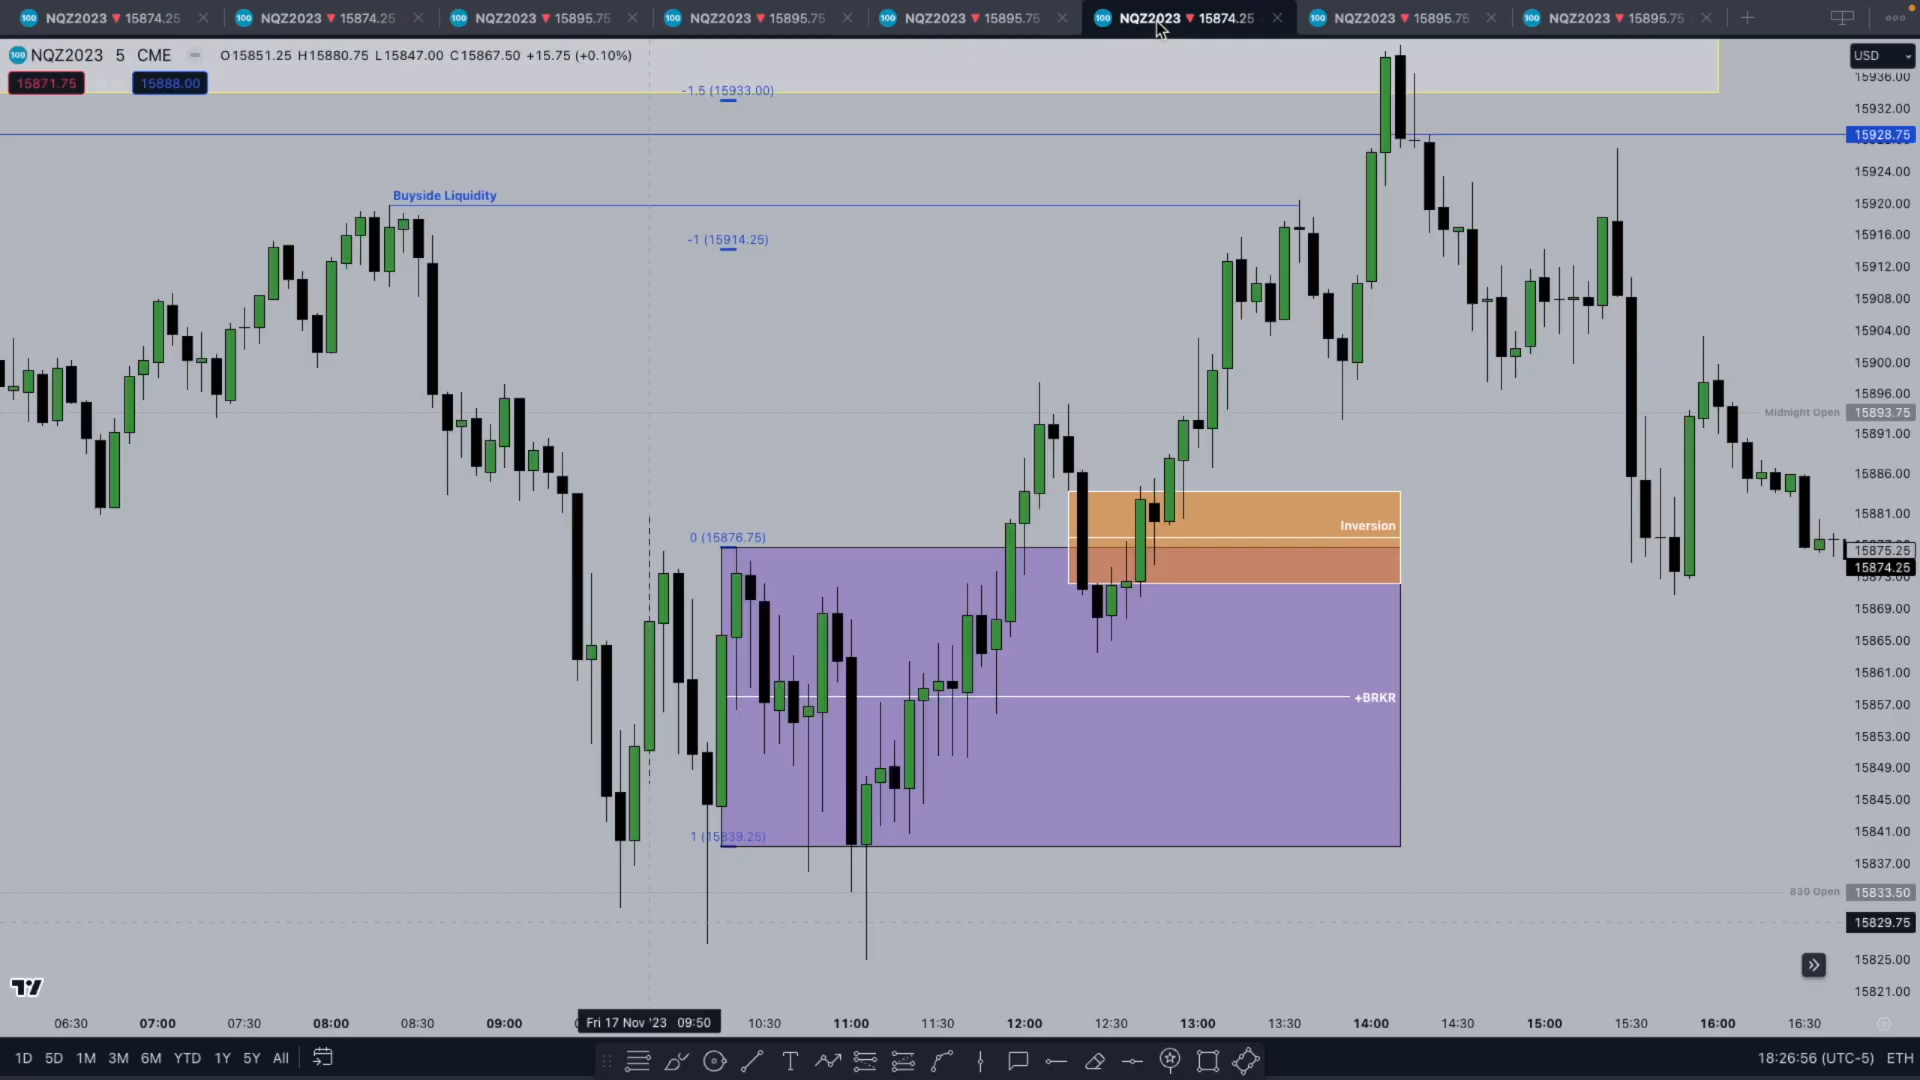 NQZ2023 ▼ 15874.25
NQZ2023 ▼ 15874.25
NQZ2023 ▼ 15895.75
NQZ2023 ▼ 15895.75
NQZ2023 ▼ 15895.75
NQZ2023 ▼ 15874.25
NQZ2023 ▼ 15895.75
NQZ2023 ▼ 15895.75
100 NQZ2023 5 CME O15851.25 H15880.75 L15847.00 C15867.50 +15.75 (+0.10%)
USD
15871.75
15888.00
15936.00
-1.5 (15933.00)
15932.00
15928.75
15924.00
Buyside Liquidity
15920.00
15916.00
-1 (15914.25)
15912.00
15908.00
15904.00
15900.00
15896.00
Midnight Open 15893.75
15891.00
15886.00
15881.00
Inversion
0 (15876.75)
15875.25
15874.25
15869.00
15865.00
15861.00
15857.00
+BRKR
15853.00
15849.00
15845.00
15841.00
1 (15839.25)
15837.00
830 Open 15833.50
15829.75
15825.00
15821.00
06:30 07:00 07:30 08:00 08:30 09:00 Fri 17 Nov '23 09:50 10:30 11:00 11:30 12:00 12:30 13:00 13:30 14:00 14:30 15:00 15:30 16:00 16:30
1D 5D 1M 3M 6M YTD 1Y 5Y All
18:26:56 (UTC-5) ETH